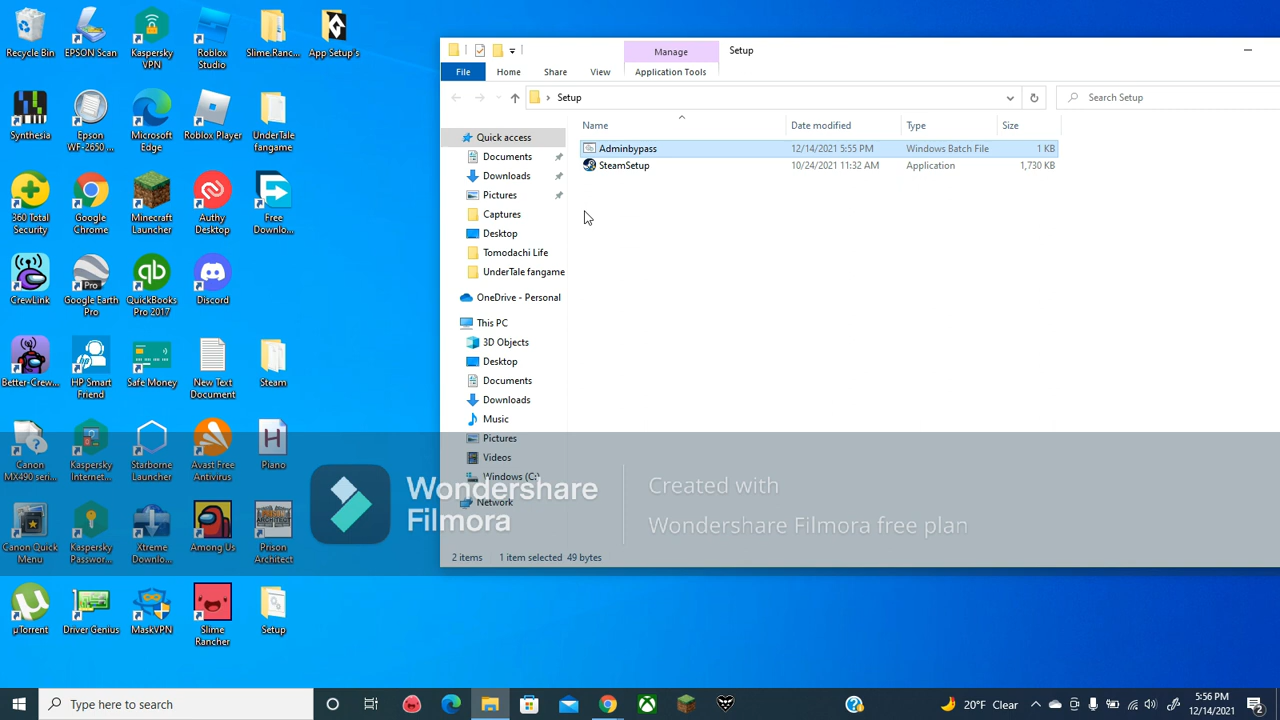 Recycle Bin
EPSON Scan
Kaspersky VPN
Roblox Studio
Slime.Ranc...
App Setup's
Synthesia
Epson WF-2650 ...
Microsoft Edge
Roblox Player
UnderTale fangame
360 Total Security
Google Chrome
Minecraft Launcher
Authy Desktop
Free Downlo...
CrewLink
Google Earth Pro
QuickBooks Pro 2017
Discord
Better-Crew...
HP Smart Friend
Safe Money
New Text Document
Steam
Canon MX490 seri...
Kaspersky Internet...
Starborne Launcher
Avast Free Antivirus
Piano
Canon Quick Menu
Kaspersky Passwor...
Xtreme Downlo...
Among Us
Prison Architect
µTorrent
Driver Genius
MaskVPN
Slime Rancher
Setup
Manage
Setup
File
Home
Share
View
Application Tools
Setup
Search Setup
Name
Date modified
Type
Size
Adminbypass 12/14/2021 5:55 PM Windows Batch File 1 KB
SteamSetup 10/24/2021 11:32 AM Application 1,730 KB
Quick access
Documents
Downloads
Pictures
Captures
Desktop
Tomodachi Life
UnderTale fangame
OneDrive - Personal
This PC
3D Objects
Desktop
Documents
Downloads
Music
Pictures
Videos
Windows (C:)
Network
2 items 1 item selected 49 bytes
Wondershare
Filmora
Created with
Wondershare Filmora free plan
Type here to search
20°F Clear
5:56 PM
12/14/2021
2